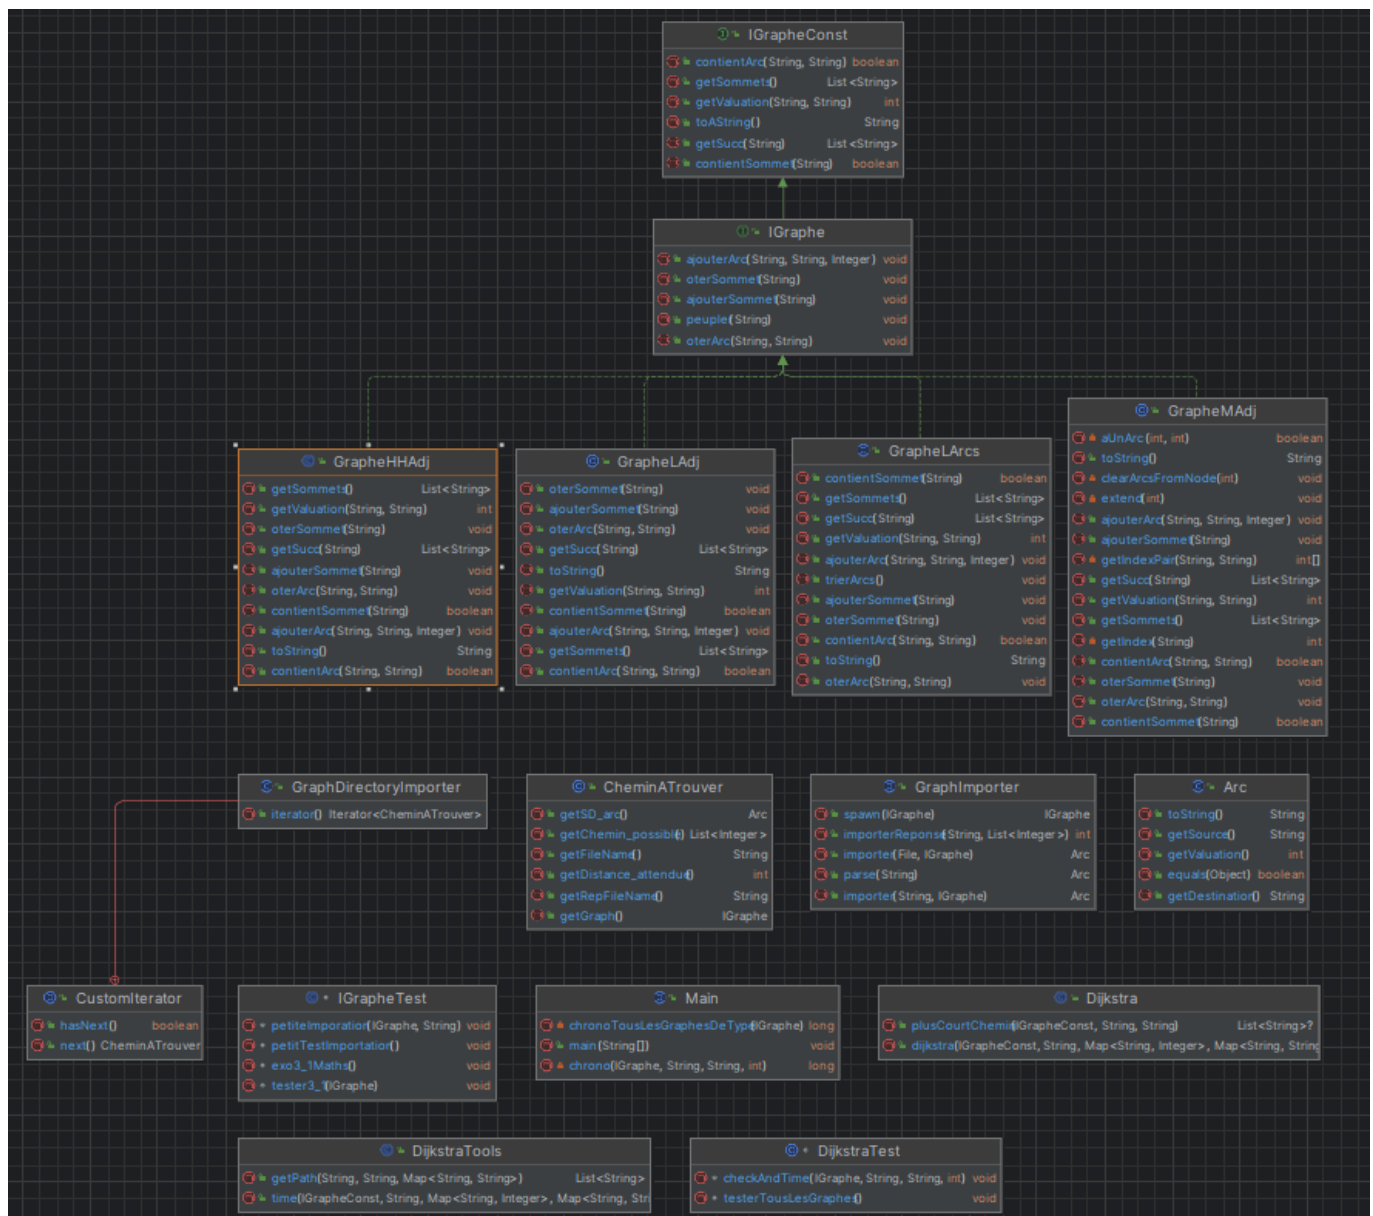 IGrapheConst
contientArc(String, String) boolean
getSommets() List<String>
getValuation(String, String) int
toAString() String
getSucc(String) List<String>
contientSommet(String) boolean
IGraphe
ajouterArc(String, String, Integer) void
oterSommet(String) void
ajouterSommet(String) void
peupler(String) void
oterArc(String, String) void
GrapheHHAdj
getSommets() List<String>
getValuation(String, String) int
oterSommet(String) void
getSucc(String) List<String>
ajouterSommet(String) void
oterArc(String, String) void
contientSommet(String) boolean
ajouterArc(String, String, Integer) void
toString() String
contientArc(String, String) boolean
GrapheLAdj
oterSommet(String) void
ajouterSommet(String) void
oterArc(String, String) void
getSucc(String) List<String>
toString() String
getValuation(String, String) int
contientSommet(String) boolean
ajouterArc(String, String, Integer) void
getSommets() List<String>
contientArc(String, String) boolean
GrapheLArcs
contientSommet(String) boolean
getSommets() List<String>
getSucc(String) List<String>
getValuation(String, String) int
ajouterArc(String, String, Integer) void
trierArcs() void
ajouterSommet(String) void
oterSommet(String) void
contientArc(String, String) boolean
toString() String
oterArc(String, String) void
GrapheMAdj
aUnArc(int, int) boolean
toString() String
clearArcsFromNode(int) void
extend(int) void
ajouterArc(String, String, Integer) void
ajouterSommet(String) void
getIndexPair(String, String) int[]
getSucc(String) List<String>
getValuation(String, String) int
getSommets() List<String>
getIndex(String) int
contientArc(String, String) boolean
oterSommet(String) void
oterArc(String, String) void
contientSommet(String) boolean
GraphDirectoryImporter
iterator() Iterator<CheminATrouver>
CheminATrouver
getSD_arc() Arc
getChemin_possible() List<Integer>
getFileName() String
getDistance_attendue() int
getRepFileName() String
getGraph() IGraphe
GraphImporter
spawn(IGraphe) IGraphe
importerReponse(String, List<Integer>) int
importer(File, IGraphe) Arc
parse(String) Arc
importer(String, IGraphe) Arc
Arc
toString() String
getSource() String
getValuation() int
equals(Object) boolean
getDestination() String
CustomIterator
hasNext() boolean
next() CheminATrouver
IGrapheTest
petiteImporation(IGraphe, String) void
petitTestImportation() void
exo3_1Maths() void
tester3_1(IGraphe) void
Main
chronoTousLesGraphesDeType(IGraphe) long
main(String[]) void
chrono(IGraphe, String, String, int) long
Dijkstra
plusCourtChemin(IGrapheConst, String, String) List<String>?
dijkstra(IGrapheConst, String, Map<String, Integer>, Map<String, String
DijkstraTools
getPath(String, String, Map<String, String>) List<String>
time(IGrapheConst, String, Map<String, Integer>, Map<String, Str
DijkstraTest
checkAndTime(IGraphe, String, String, int) void
testerTousLesGraphes() void